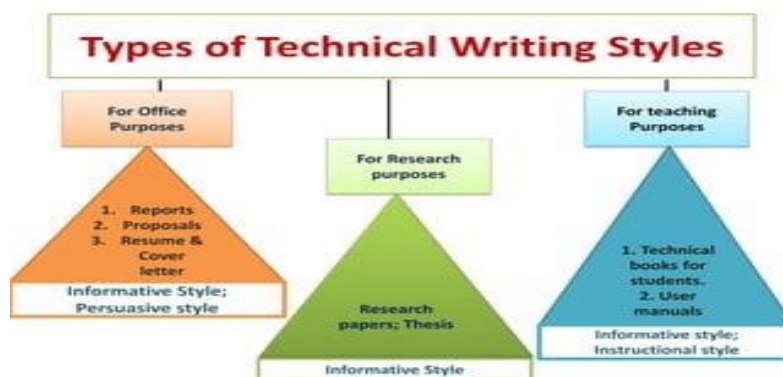 Types of Technical Writing Styles
For Office
Purposes
1. Reports
2. Proposals
3. Resume &
Cover
letter
Informative Style;
Persuasive style
For Research
purposes
Research
papers; Thesis
Informative Style
For teaching
Purposes
1. Technical
books for
students.
2. User
manuals
Informative style;
Instructional style